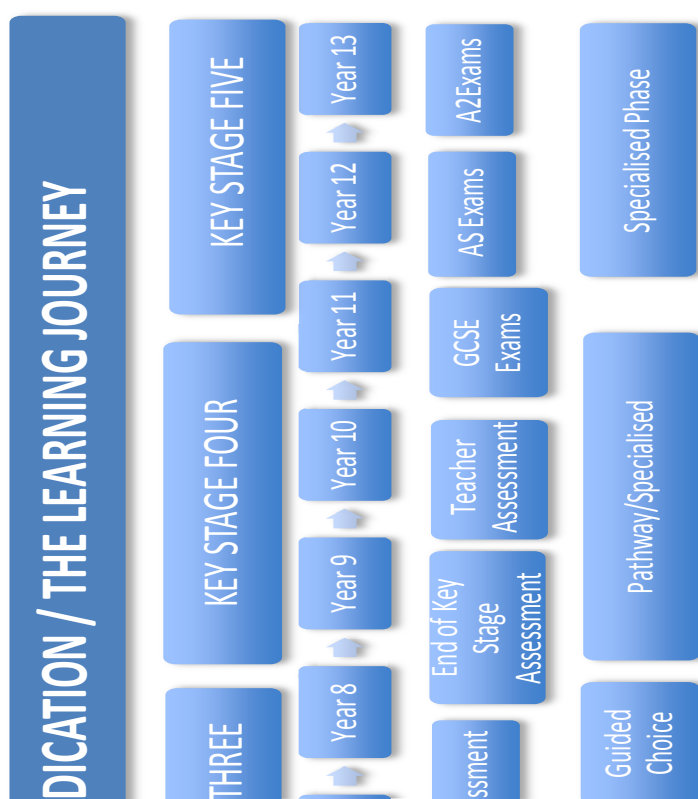 DICATION / THE LEARNING JOURNEY
THREE
KEY STAGE FOUR
KEY STAGE FIVE
Year 8
Year 9
Year 10
Year 11
Year 12
Year 13
ssment
End of Key
Stage
Assessment
Teacher
Assessment
GCSE
Exams
AS Exams
A2Exams
Guided
Choice
Pathway/Specialised
Specialised Phase